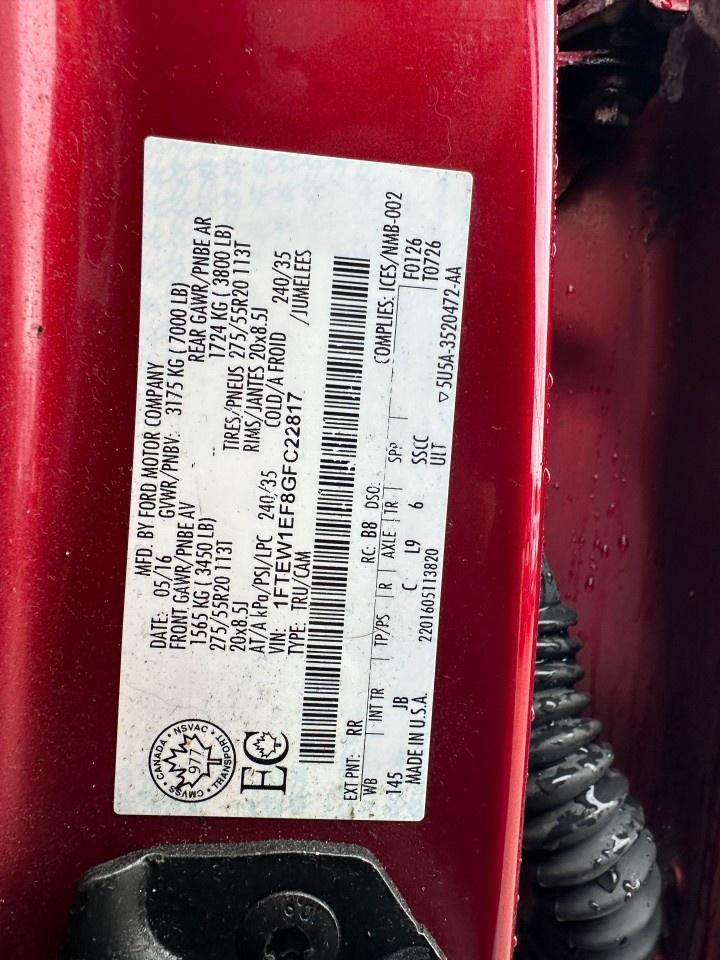 MFD. BY FORD MOTOR COMPANY
DATE: 05/16 GVWR/PNBV: 3175 KG ( 7000 LB)
FRONT GAWR/PNBE AV REAR GAWR/PNBE AR
1565 KG ( 3450 LB) 1724 KG ( 3800 LB)
275/55R20 113T TIRES/PNEUS 275/55R20 113T
20x8.5J RIMS/JANTES 20x8.5J
AT/A kPa/PSI/LPC 240/35 COLD/A FROID 240/35
VIN: 1FTEW1EF8GFC22817 /JUMELEES
TYPE: TRU/CAM
CANADA • NSVAC • TRANSPORT • CMVSS •
977
EC
EXT PNT: RR RC: B8 DSO: COMPLIES: ICES/NMB-002
WB INT TR TP/PS R AXLE TR SPR F0126
145 JB C L9 6 SSCC T0726
MADE IN U.S.A. 2201605113820 ULT ▽5U5A-3520472-AA